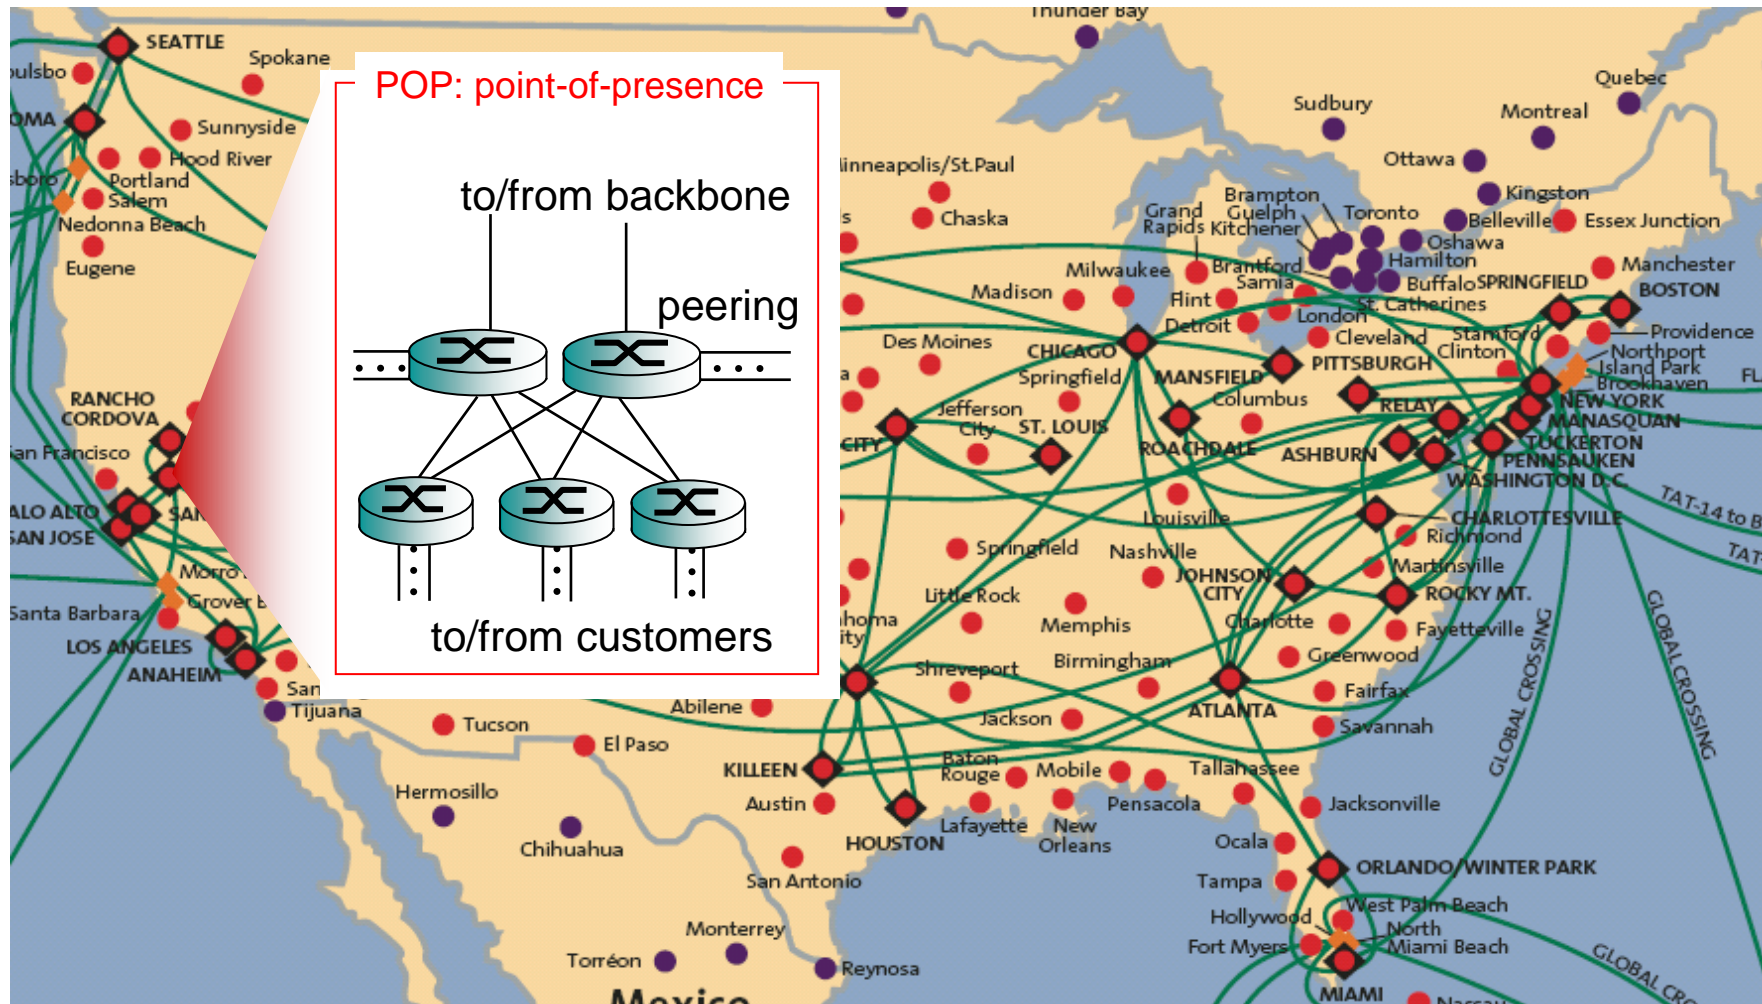 Thunder Bay
SEATTLE
Spokane
Quebec
POP: point-of-presence
Sudbury
Montreal
Sunnyside
Hood River
Ottawa
Portland
Salem
Nedonna Beach
Eugene
to/from backbone
peering
Chaska
Grand
Rapids
Brampton
Guelph
Kitchener
Toronto
Kingston
Belleville
Essex Junction
Oshawa
Hamilton
Milwaukee
Brantford
Buffalo
SPRINGFIELD
Manchester
Madison
Flint
St. Catherines
BOSTON
Detroit
London
Cleveland
Stamford
Providence
Des Moines
CHICAGO
Clinton
Northport
Springfield
MANSFIELD
PITTSBURGH
Island Park
Brookhaven
RANCHO
CORDOVA
Jefferson
City
ST. LOUIS
Columbus
RELAY
NEW YORK
MANASQUAN
CITY
ROACHDALE
ASHBURN
TUCKERTON
PENNSAUKEN
WASHINGTON D.C.
SAN JOSE
Louisville
CHARLOTTESVILLE
TAT-14 to B
Richmond
Springfield
Nashville
Martinsville
TAT-
JOHNSON
CITY
ROCKY MT.
Santa Barbara
Little Rock
Memphis
Charlotte
Fayetteville
to/from customers
LOS ANGELES
ANAHEIM
Shreveport
Birmingham
Greenwood
Fairfax
GLOBAL CROSSING
GLOBAL CROSSING
San
Tijuana
Tucson
Abilene
Jackson
ATLANTA
Savannah
El Paso
KILLEEN
Baton
Rouge
Mobile
Tallahassee
Hermosillo
Austin
Pensacola
Jacksonville
Chihuahua
HOUSTON
Lafayette
New
Orleans
Ocala
San Antonio
ORLANDO/WINTER PARK
Tampa
West Palm Beach
Hollywood
North
Miami Beach
Fort Myers
Monterrey
Torréon
Reynosa
GLOBAL CRO
Mexico
MIAMI
Nassau